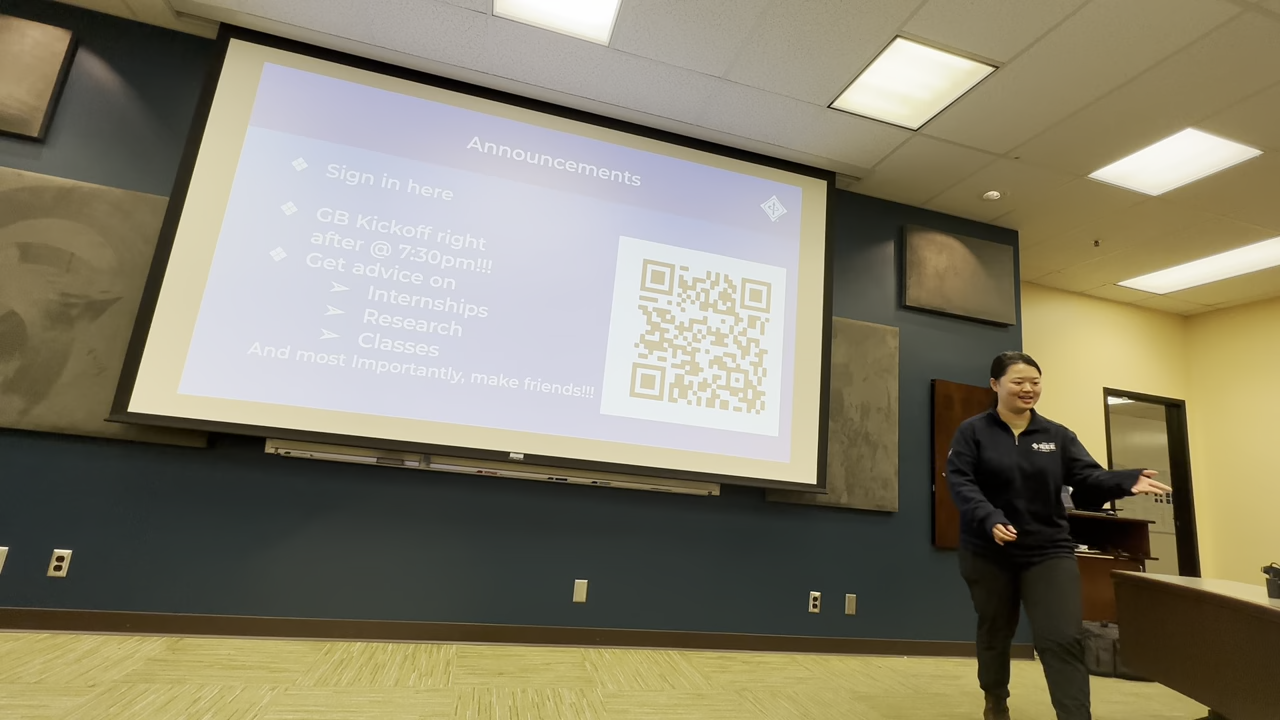 Announcements
Sign in here
GB Kickoff right
after @ 7:30pm!!!
Get advice on
Internships
Research
Classes
And most Importantly, make friends!!!
IEEE